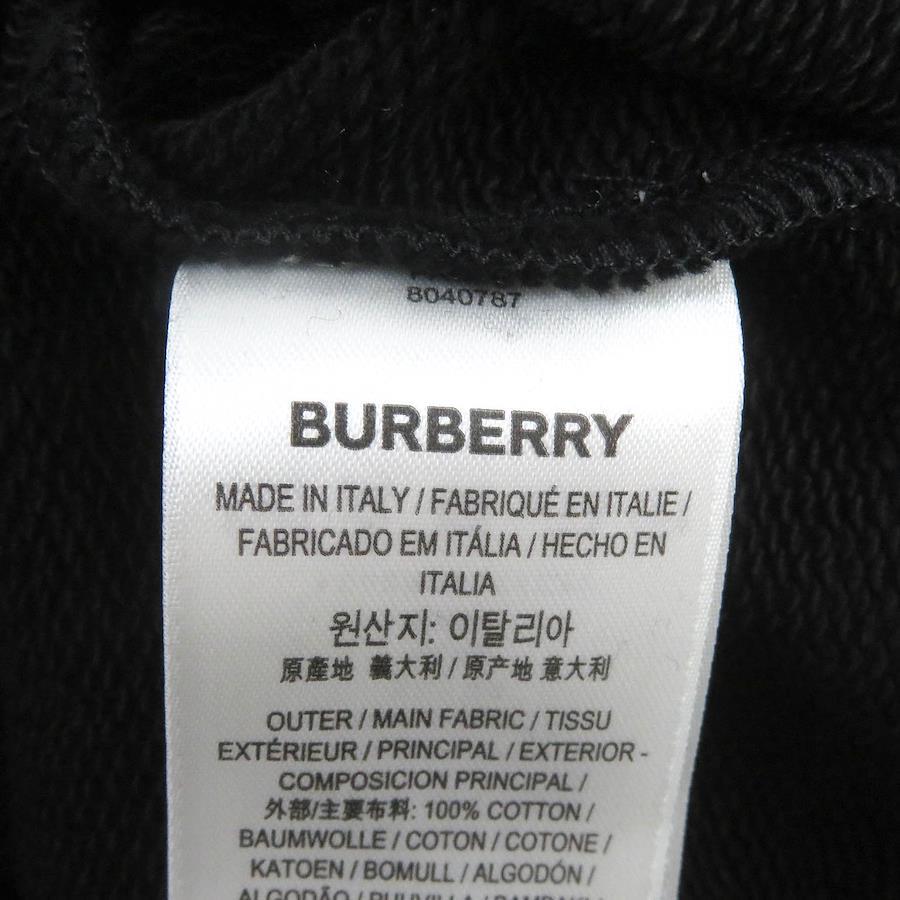 8040787
BURBERRY
MADE IN ITALY / FABRIQUÉ EN ITALIE /
FABRICADO EM ITÁLIA / HECHO EN
ITALIA
원산지: 이탈리아
原產地 義大利 / 原产地 意大利
OUTER / MAIN FABRIC / TISSU
EXTÉRIEUR / PRINCIPAL / EXTERIOR -
COMPOSICION PRINCIPAL /
外部/主要布料: 100% COTTON /
BAUMWOLLE / COTON / COTONE /
KATOEN / BOMULL / ALGODÓN /
ALGODÃO / PUUVILLA /